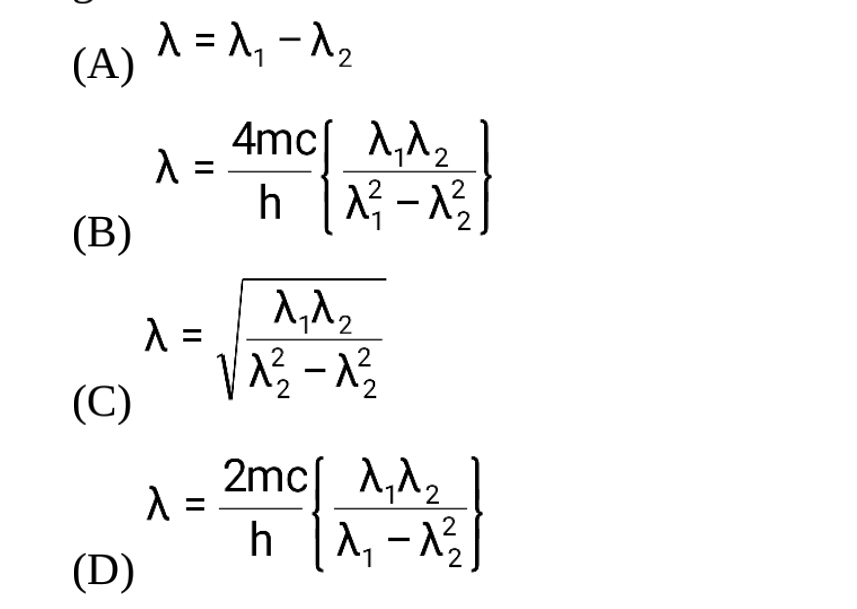 (A) λ = λ₁ − λ₂
(B) λ = 4mc/h { λ₁λ₂ / λ₁² − λ₂² }
(C) λ = √( λ₁λ₂ / λ₂² − λ₂² )
(D) λ = 2mc/h { λ₁λ₂ / λ₁ − λ₂² }